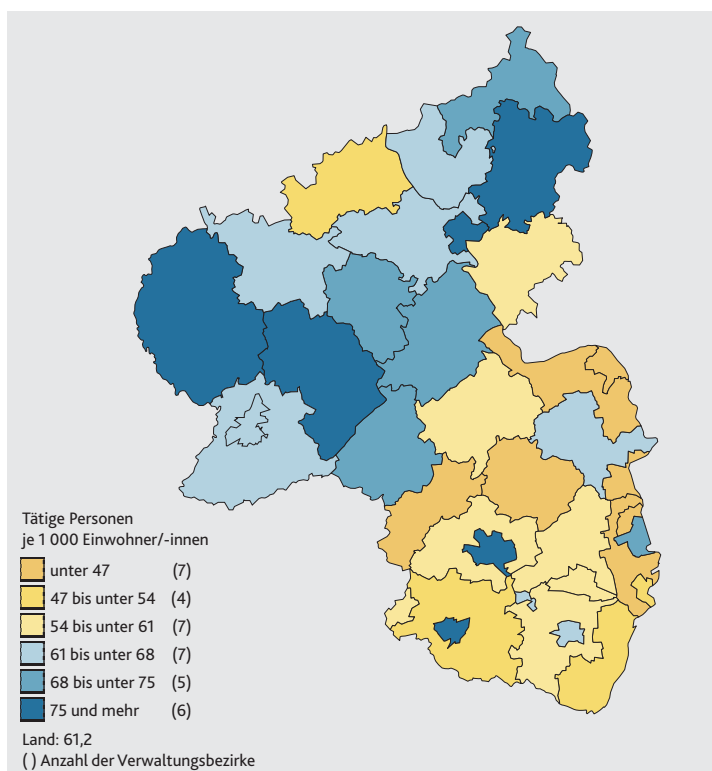 Tätige Personen
je 1 000 Einwohner/-innen
unter 47 (7)
47 bis unter 54 (4)
54 bis unter 61 (7)
61 bis unter 68 (7)
68 bis unter 75 (5)
75 und mehr (6)
Land: 61,2
( ) Anzahl der Verwaltungsbezirke